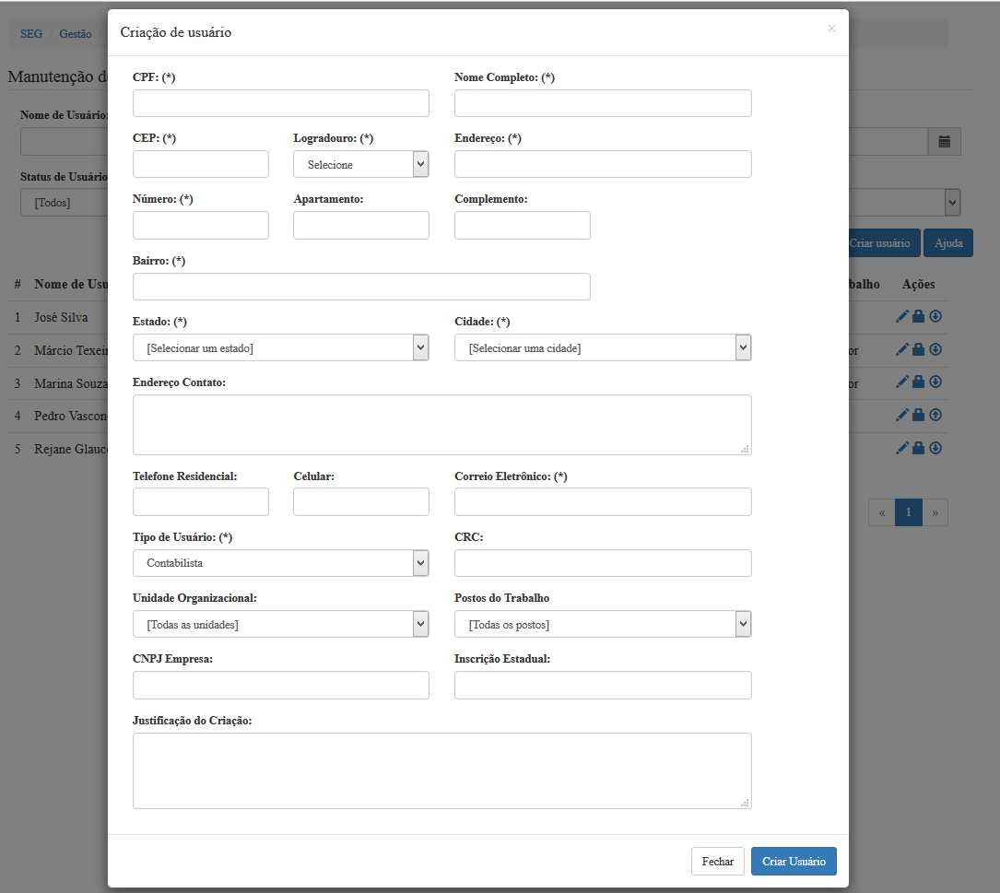 SEG / Gestão /
Criação de usuário ×
Manutenção de
CPF: (*) Nome Completo: (*)
Nome de Usuário:
CEP: (*) Logradouro: (*) Endereço: (*)
Selecione
Status de Usuário
[Todos]
Número: (*) Apartamento: Complemento:
Criar usuário Ajuda
Bairro: (*)
# Nome de Usu balho Ações
Estado: (*) Cidade: (*)
[Selecionar um estado] [Selecionar uma cidade]
1 José Silva
2 Márcio Texei or
3 Marina Souza or
4 Pedro Vascon
5 Rejane Glauc
Endereço Contato:
Telefone Residencial: Celular: Correio Eletrônico: (*)
« 1 »
Tipo de Usuário: (*) CRC:
Contabilista
Unidade Organizacional: Postos do Trabalho
[Todas as unidades] [Todas os postos]
CNPJ Empresa: Inscrição Estadual:
Justificação do Criação:
Fechar Criar Usuário